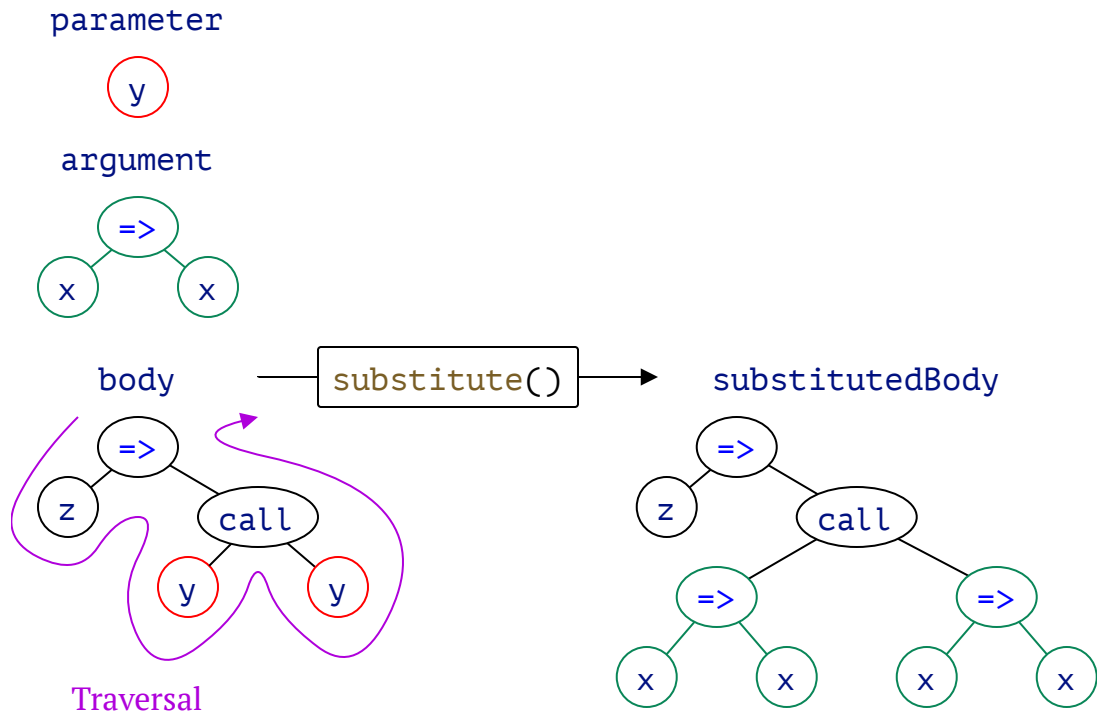 parameter
y
argument
=>
x x
body substitute() substitutedBody
=> =>
z call z call
y y => =>
x x x x
Traversal